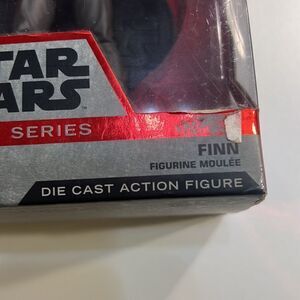 STAR
WARS
SERIES
FINN
FIGURINE MOULÉE
DIE CAST ACTION FIGURE